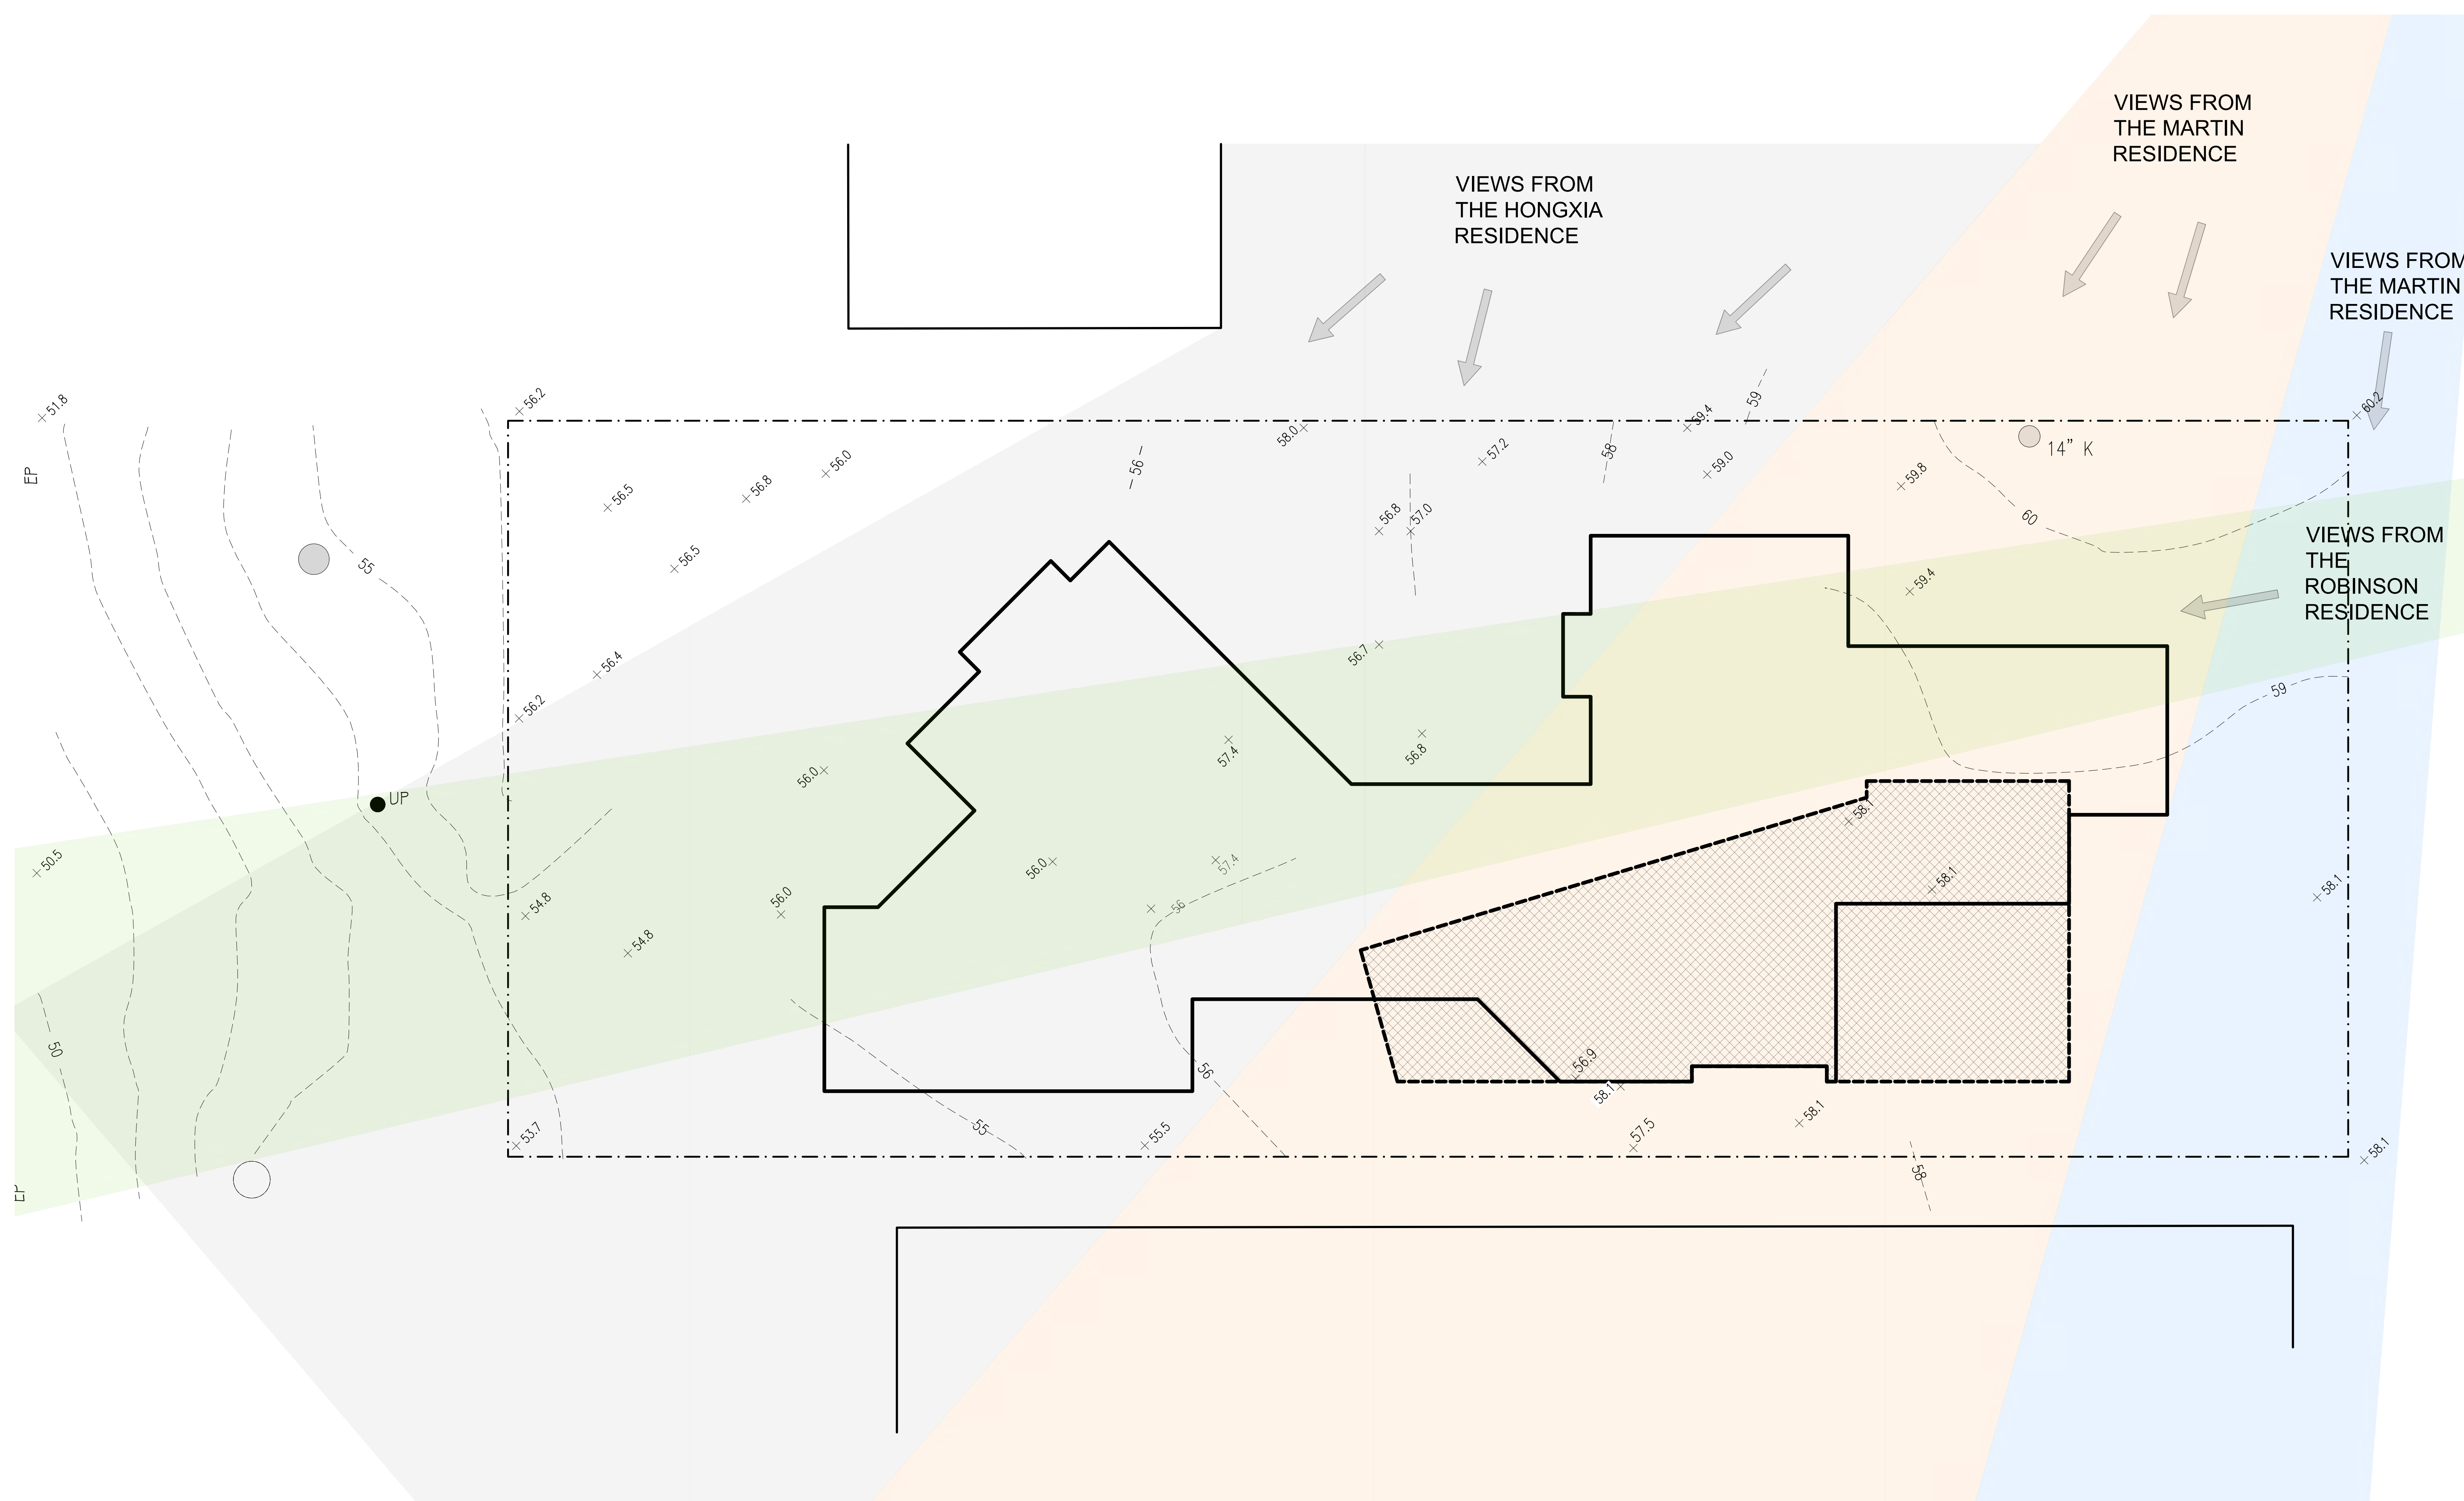 VIEWS FROM
THE MARTIN
RESIDENCE
VIEWS FROM
THE HONGXIA
RESIDENCE
VIEWS FROM
THE MARTIN
RESIDENCE
51.8
56.2
59
59.4
60.2
58.0
57.2
58
14" K
EP
56.0
56
59.0
59.8
56.8
56.5
56.8
57.0
60
VIEWS FROM
THE
ROBINSON
RESIDENCE
55
56.5
59.4
56.4
56.7
56.2
59
57.4
56.8
56.0
UP
58.1
50.5
56.0
57.4
58.1
58.1
54.8
56.0
56
54.8
50
56
56.9
58.1
55
53.7
55.5
57.5
58.1
58.1
58
EP